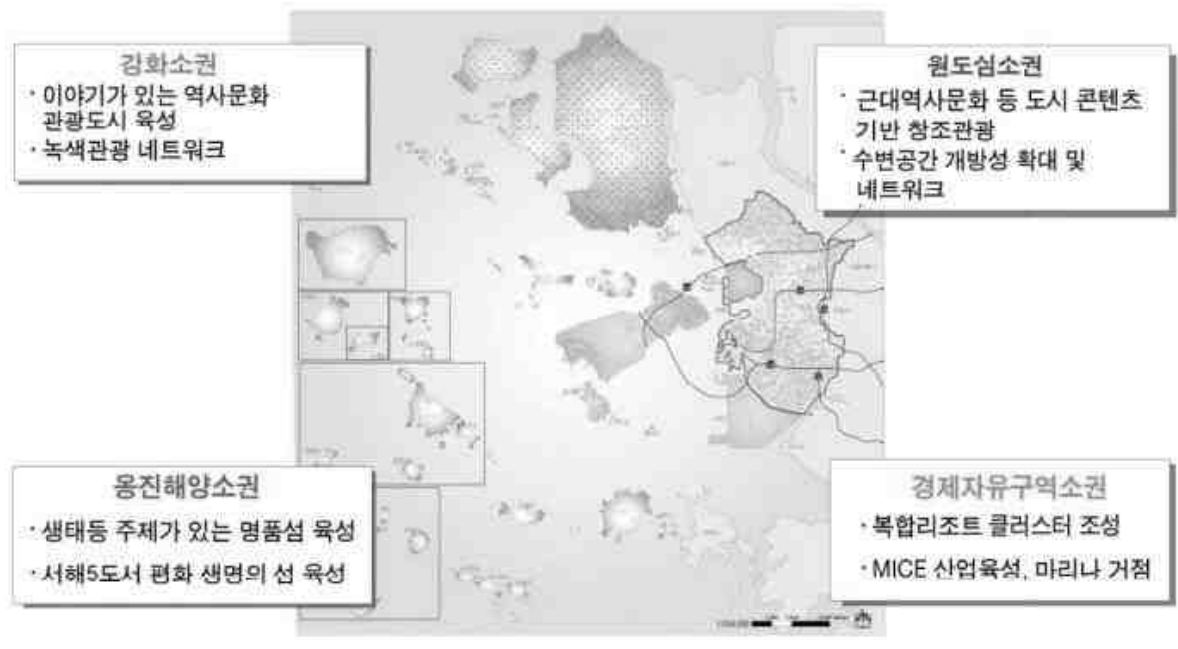 강화소권
· 이야기가 있는 역사문화
관광도시 육성
· 녹색관광 네트워크
원도심소권
· 근대역사문화 등 도시 콘텐츠
기반 창조관광
· 수변공간 개방성 확대 및
네트워크
옹진해양소권
· 생태등 주제가 있는 명품섬 육성
· 서해5도서 평화 생명의 선 육성
경제자유구역소권
· 복합리조트 클러스터 조성
· MICE 산업육성, 마리나 거점